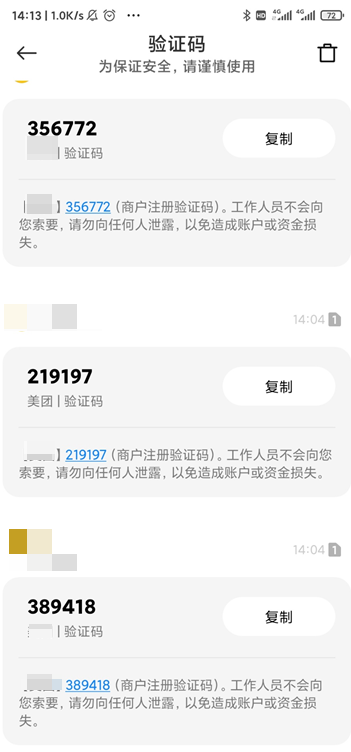 14:13 | 1.0K/s
4G 4G 72
验证码
为保证安全，请谨慎使用
356772
复制
| 验证码
】356772 (商户注册验证码)。工作人员不会向
您索要，请勿向任何人泄露，以免造成账户或资金损
失。
14:04 1
219197
复制
美团 | 验证码
】219197 (商户注册验证码)。工作人员不会向您
索要，请勿向任何人泄露，以免造成账户或资金损失。
14:04 1
389418
复制
| 验证码
】389418 (商户注册验证码)。工作人员不会向
您索要，请勿向任何人泄露，以免造成账户或资金损
失。